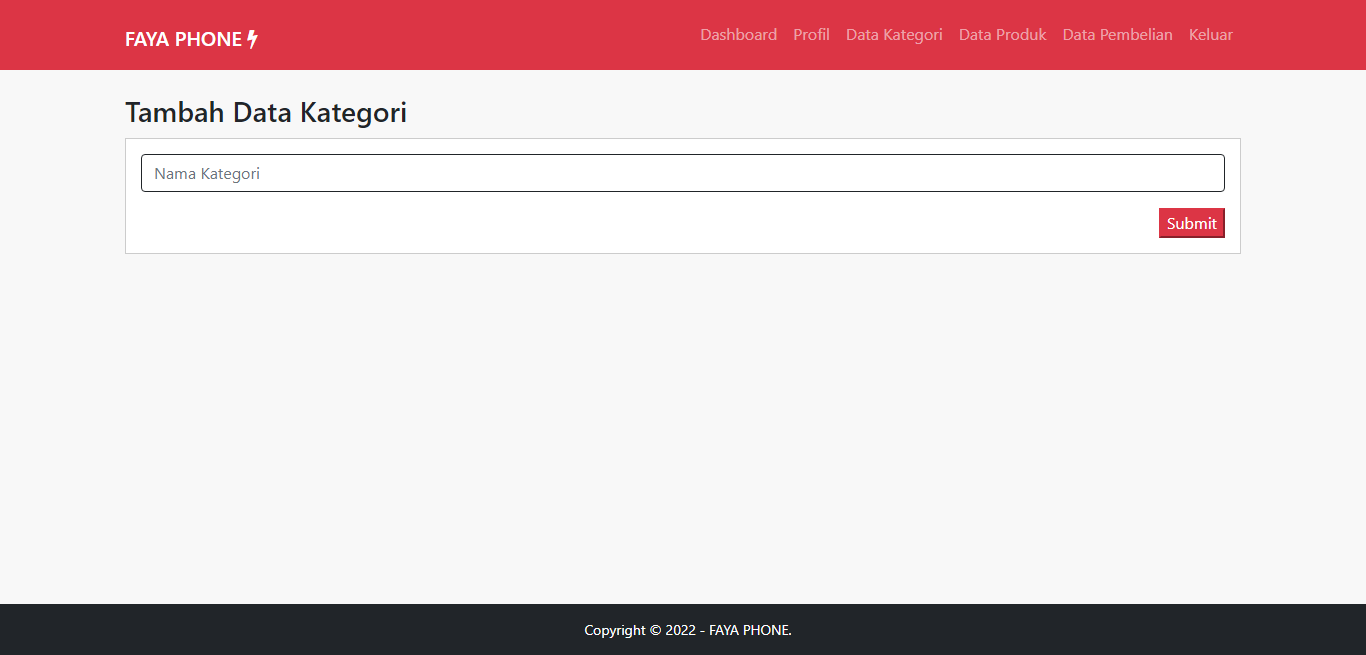 FAYA PHONE
Dashboard Profil Data Kategori Data Produk Data Pembelian Keluar
Tambah Data Kategori
Nama Kategori
Submit
Copyright © 2022 - FAYA PHONE.